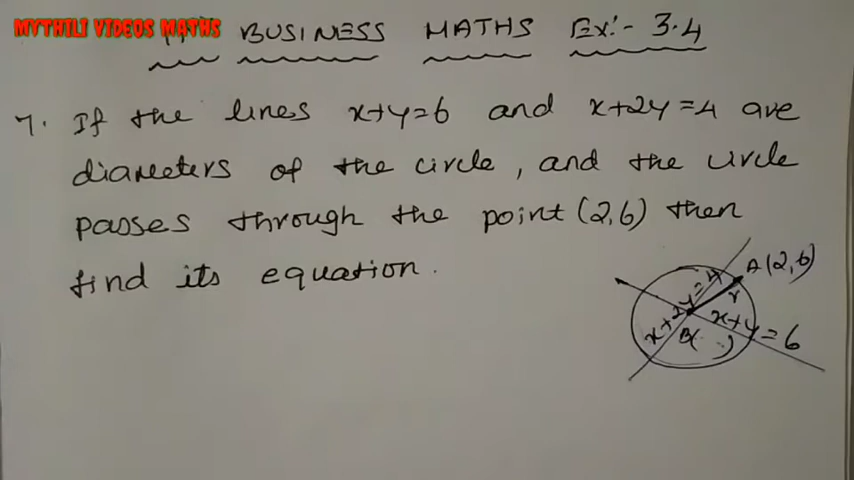 MYTHILI VIDEOS MATHS
BUSINESS MATHS Ex:- 3.4
7. If the lines x+y=6 and x+2y=4 are
diameters of the circle, and the circle
passes through the point (2,6) then
find its equation.
A(2,6)
x+2y=4
r
x+y=6
B( , )